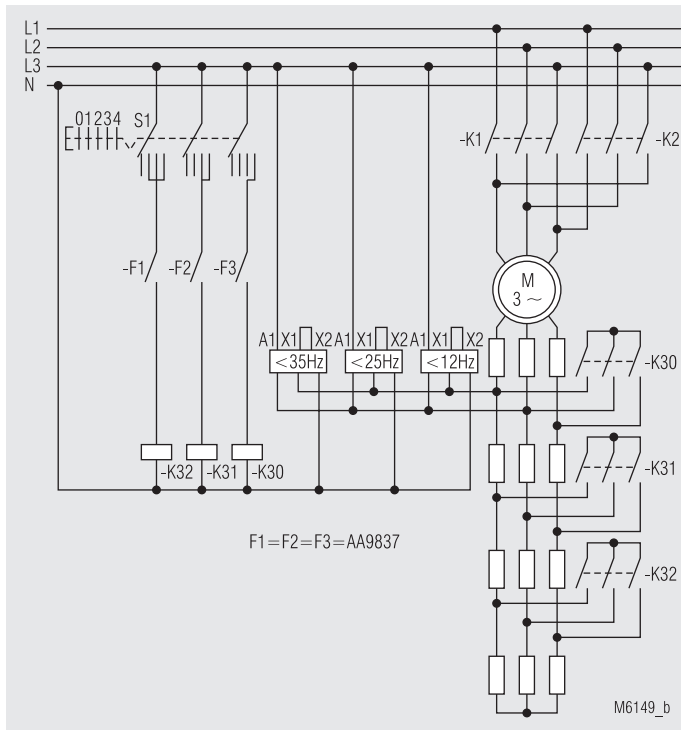 L1
L2
L3
N
01234 S1
-K1 -K2
-F1 -F2 -F3
M
3 ~
A1 X1 X2 A1 X1 X2 A1 X1 X2
<35Hz <25Hz <12Hz
-K30
-K32 -K31 -K30
-K31
F1=F2=F3=AA9837
-K32
M6149_b